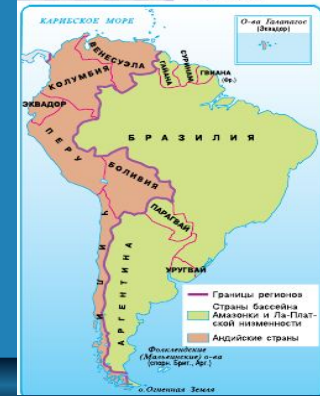 КАРИБСКОЕ МОРЕ
О-ва Галапагос
(Эквадор)
ВЕНЕСУЭЛА
КОЛУМБИЯ
ГАЙАНА
СУРИНАМ
ГВИАНА
(Фр.)
ЭКВАДОР
ПЕРУ
БРАЗИЛИЯ
БОЛИВИЯ
ПАРАГВАЙ
ЧИЛИ
АРГЕНТИНА
УРУГВАЙ
Границы регионов
Страны бассейна
Амазонки и Ла-Плат-
ской низменности
Андийские страны
Фолклендские
(Мальвинские) о-ва
(спорн. Брит., Арг.)
о. Огненная Земля